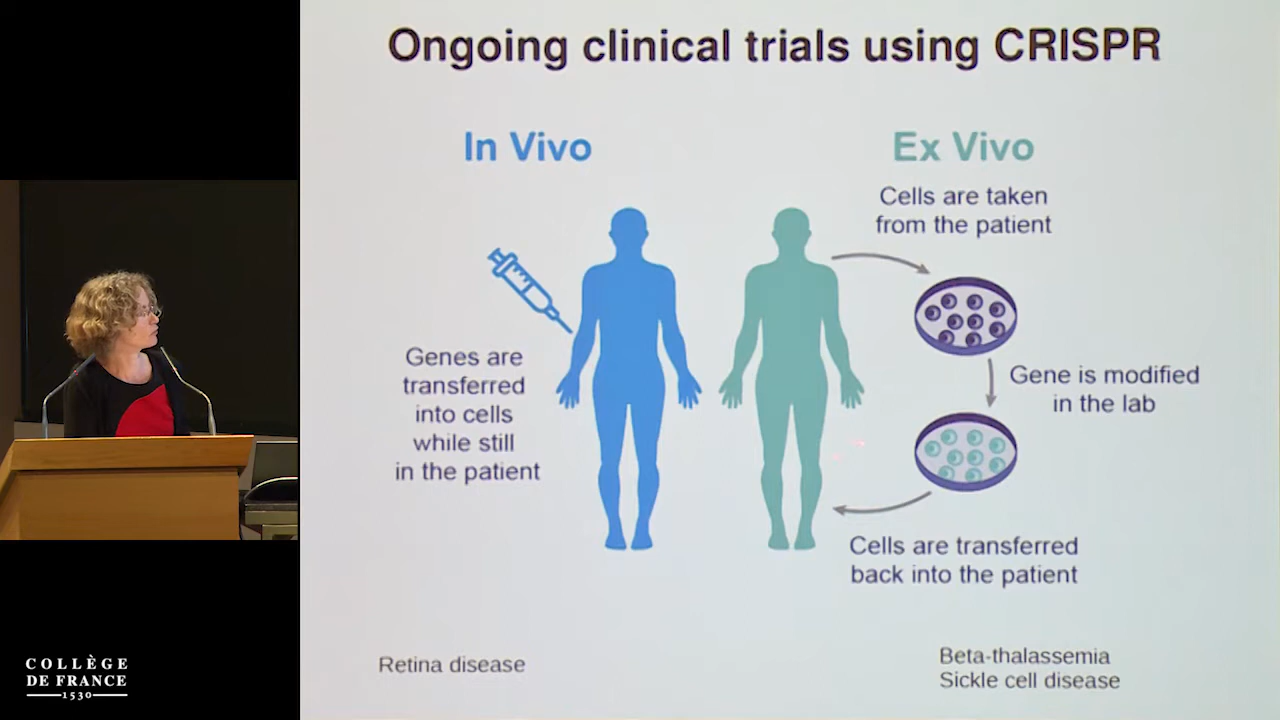 Ongoing clinical trials using CRISPR
In Vivo
Genes are
transferred
into cells
while still
in the patient
Retina disease
Ex Vivo
Cells are taken
from the patient
Gene is modified
in the lab
Cells are transferred
back into the patient
Beta-thalassemia
Sickle cell disease
COLLÈGE
DE FRANCE
1530